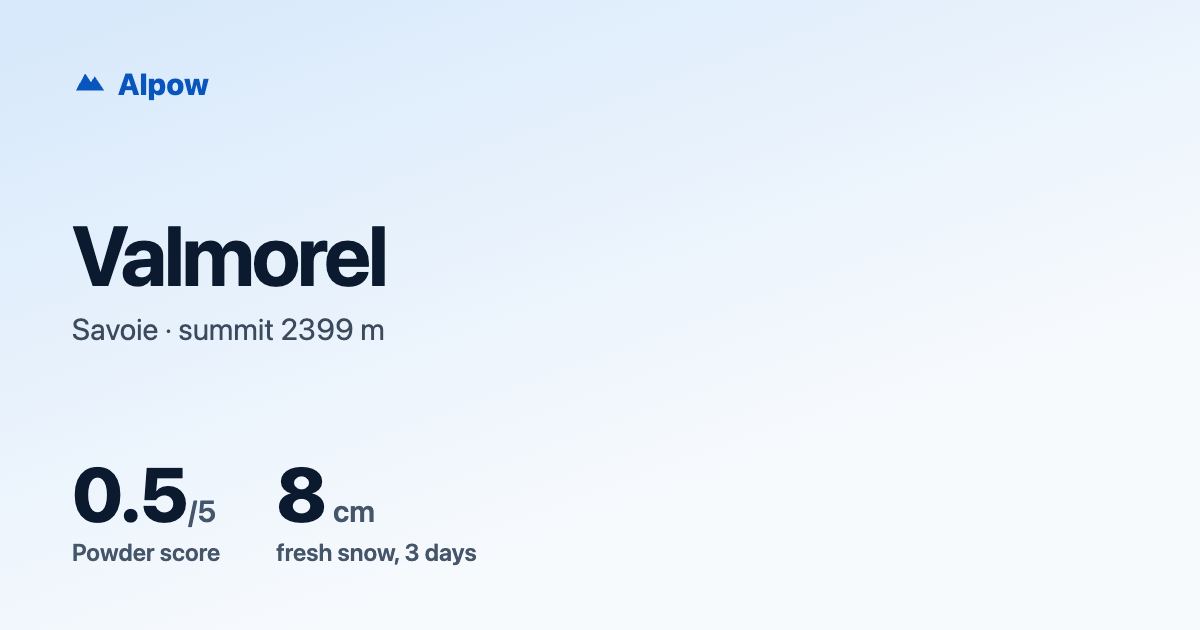 Alpow
Valmorel
Savoie · summit 2399 m
0.5/5
Powder score
8 cm
fresh snow, 3 days